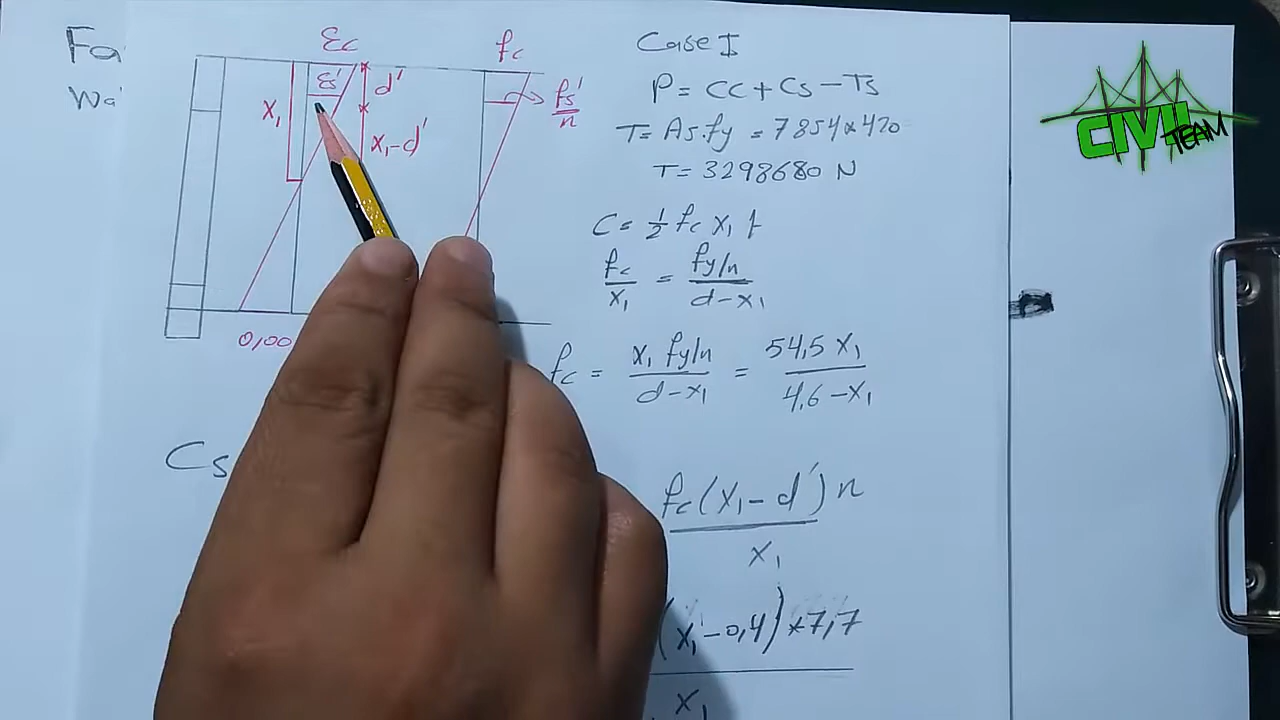 Fa
Wa
εc
fc
εs'
d'
x1
x1-d'
fs'/n
0,00
Cs
Case I
P = Cc + Cs - Ts
T = As.fy = 7854*420
T = 3298680 N
C = 1/2 fc x1 t
fc/x1 = (fy/n)/(d-x1)
fc = (x1 fy/n)/(d-x1) = (54,5 x1)/(4,6-x1)
fc(x1-d')n
x1
(x1-0,4)*7,7
x1
CIVIL
TEAM